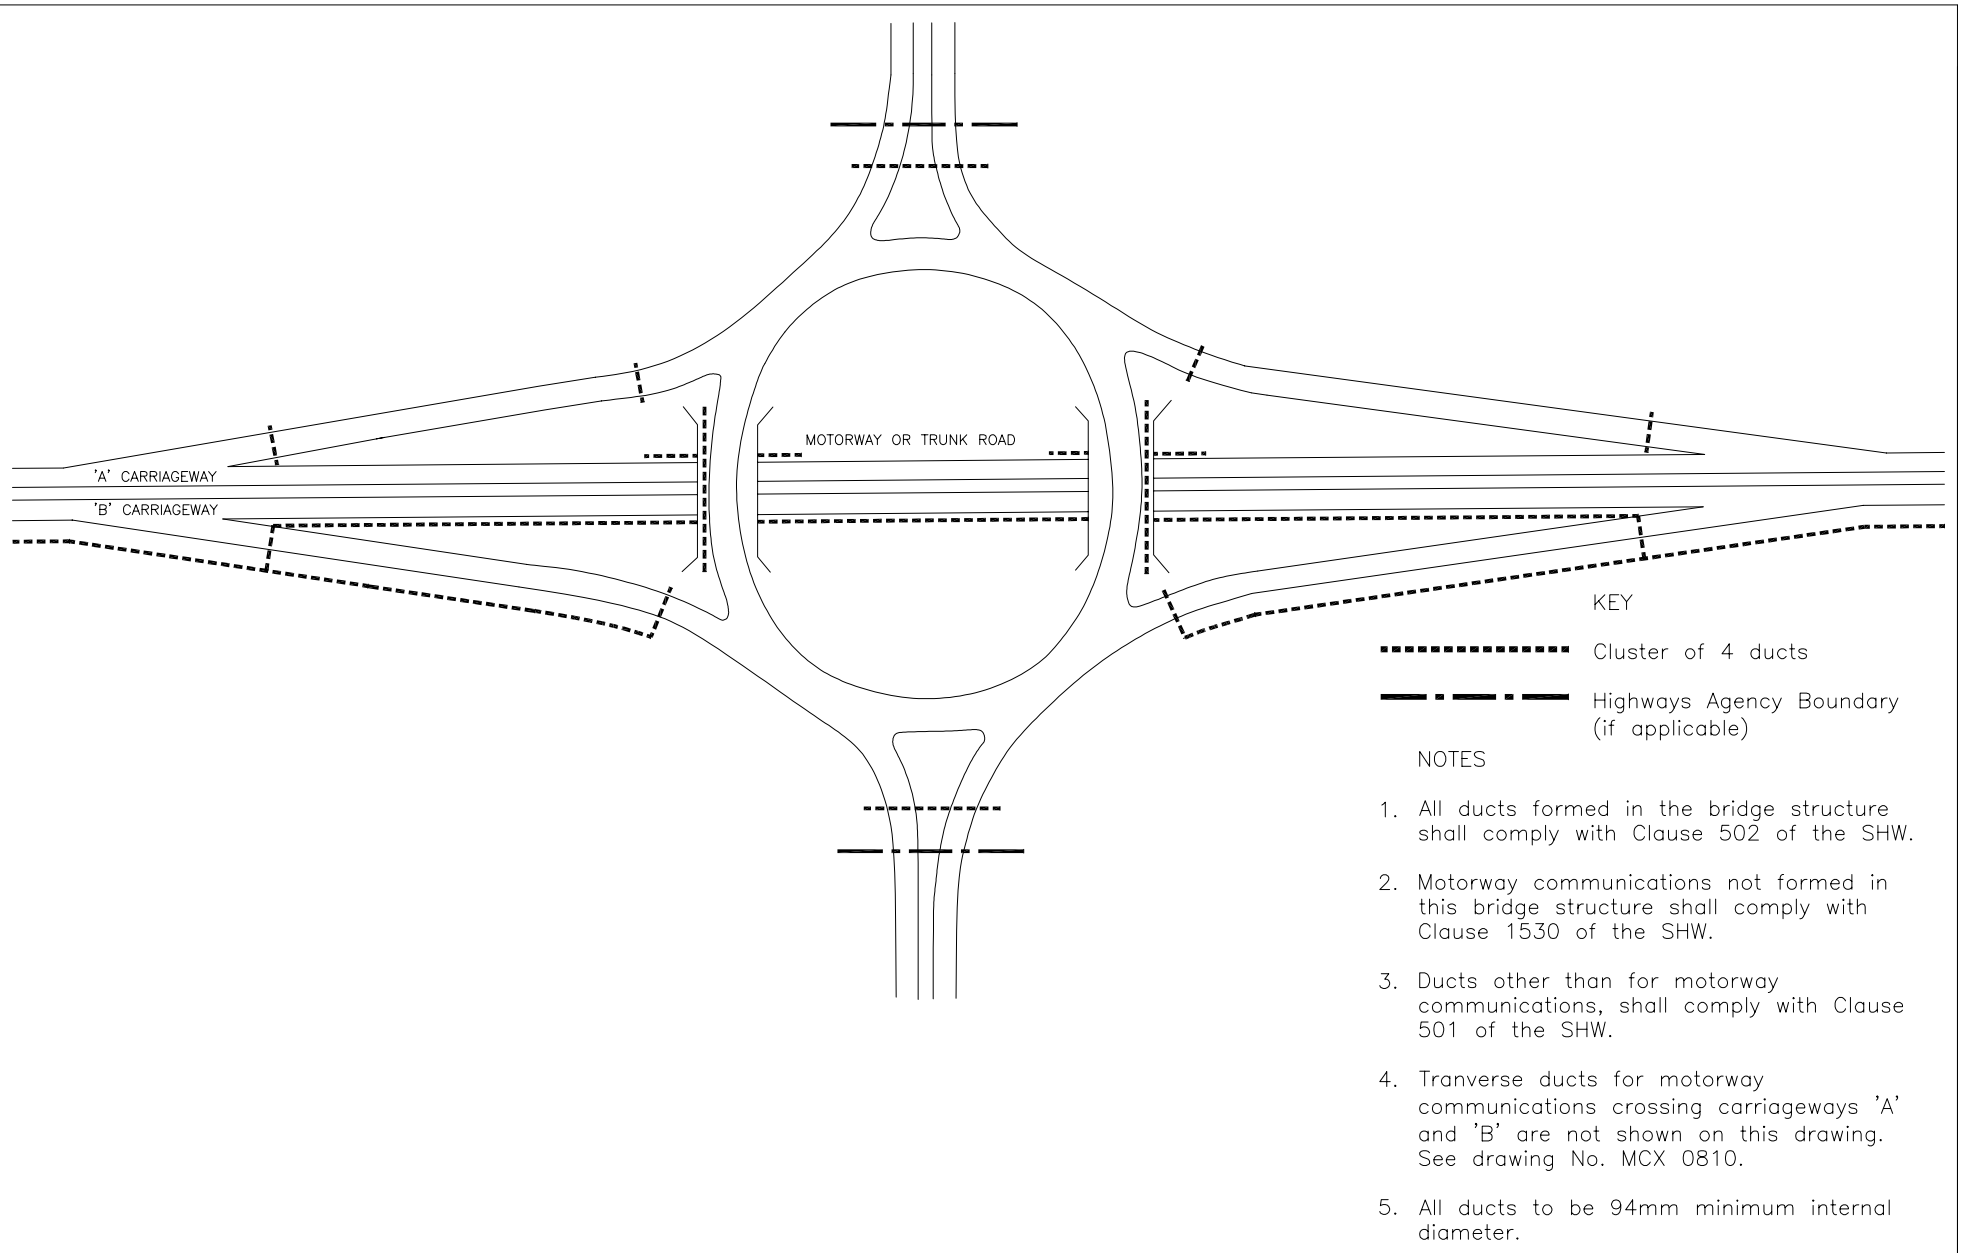 MOTORWAY OR TRUNK ROAD
'A' CARRIAGEWAY
'B' CARRIAGEWAY
KEY
Cluster of 4 ducts
Highways Agency Boundary
(if applicable)
NOTES
1. All ducts formed in the bridge structure
shall comply with Clause 502 of the SHW.
2. Motorway communications not formed in
this bridge structure shall comply with
Clause 1530 of the SHW.
3. Ducts other than for motorway
communications, shall comply with Clause
501 of the SHW.
4. Tranverse ducts for motorway
communications crossing carriageways 'A'
and 'B' are not shown on this drawing.
See drawing No. MCX 0810.
5. All ducts to be 94mm minimum internal
diameter.